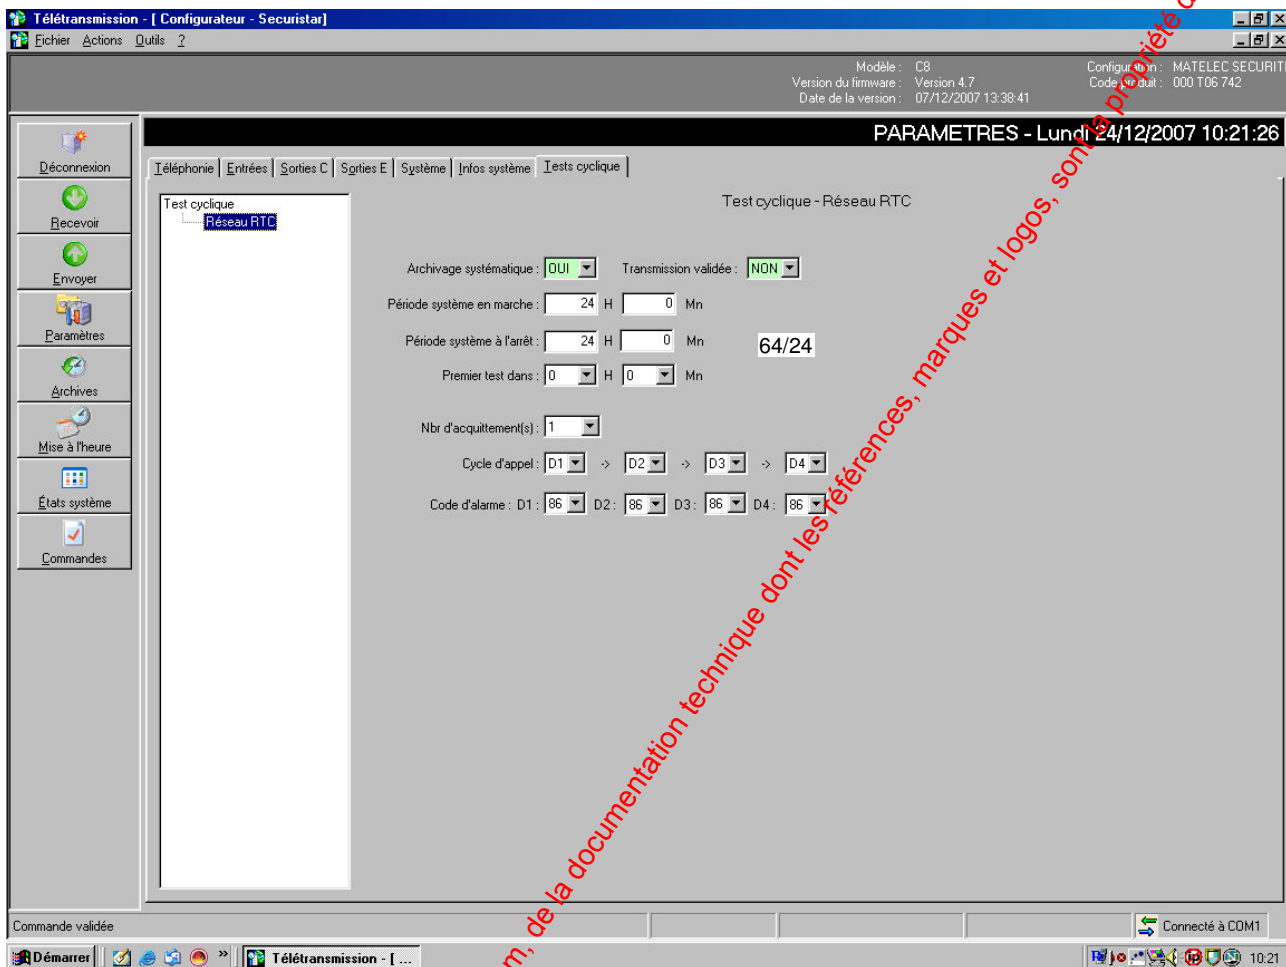 Télétransmission - [ Configurateur - Securistar]
Fichier Actions Outils ?
Modèle : C8
Version du firmware : Version 4.7
Date de la version : 07/12/2007 13:38:41
Configuration : MATELEC SECURIT
Code produit : 000 T06 742
PARAMETRES - Lundi 24/12/2007 10:21:26
Déconnexion
Recevoir
Envoyer
Paramètres
Archives
Mise à l'heure
États système
Commandes
Téléphonie Entrées Sorties C Sorties E Système Infos système Tests cyclique
Test cyclique
Réseau RTC
Test cyclique - Réseau RTC
Archivage systématique : OUI Transmission validée : NON
Période système en marche : 24 H 0 Mn
Période système à l'arrêt : 24 H 0 Mn
64/24
Premier test dans : 0 H 0 Mn
Nbr d'acquittement(s) : 1
Cycle d'appel : D1 -> D2 -> D3 -> D4
Code d'alarme : D1 : 86 D2 : 86 D3 : 86 D4 : 86
m, de la documentation technique dont les références, marques et logos, sont la propriété d
Commande validée
Connecté à COM1
Démarrer » Télétransmission - [ ...
10:21